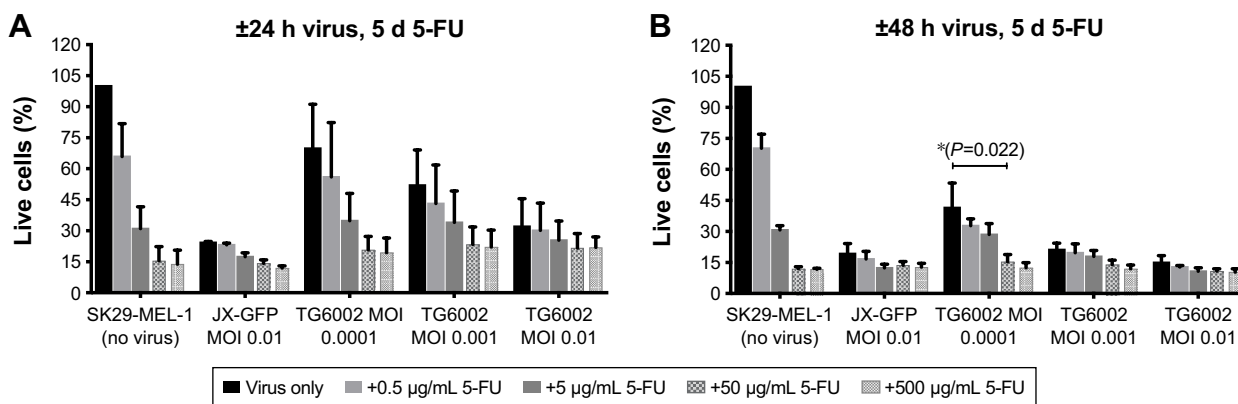 A
±24 h virus, 5 d 5-FU
Live cells (%)
120
105
90
75
60
45
30
15
0
SK29-MEL-1
(no virus)
JX-GFP
MOI 0.01
TG6002 MOI
0.0001
TG6002
MOI 0.001
TG6002
MOI 0.01
B
±48 h virus, 5 d 5-FU
Live cells (%)
120
105
90
75
60
45
30
15
0
*(P=0.022)
SK29-MEL-1
(no virus)
JX-GFP
MOI 0.01
TG6002 MOI
0.0001
TG6002
MOI 0.001
TG6002
MOI 0.01
Virus only
+0.5 µg/mL 5-FU
+5 µg/mL 5-FU
+50 µg/mL 5-FU
+500 µg/mL 5-FU